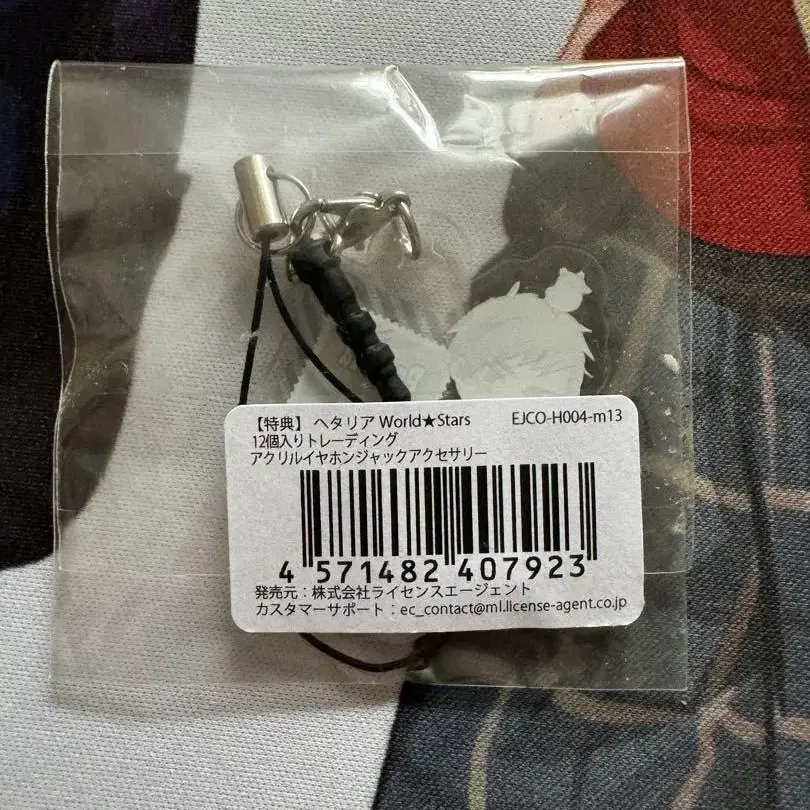 【特典】 ヘタリア World★Stars EJCO-H004-m13
12個入りトレーディング
アクリルイヤホンジャックアクセサリー
4 571482 407923
発売元：株式会社ライセンスエージェント
カスタマーサポート：ec_contact@ml.license-agent.co.jp